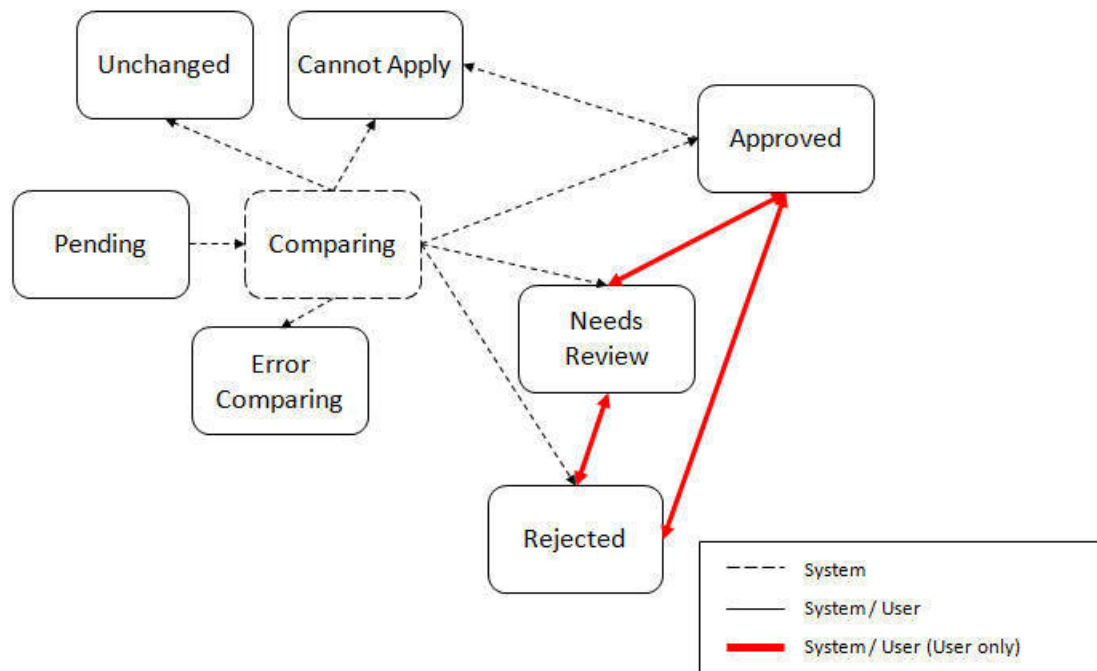 Unchanged
Cannot Apply
Approved
Pending
Comparing
Needs
Review
Error
Comparing
Rejected
System
System / User
System / User (User only)